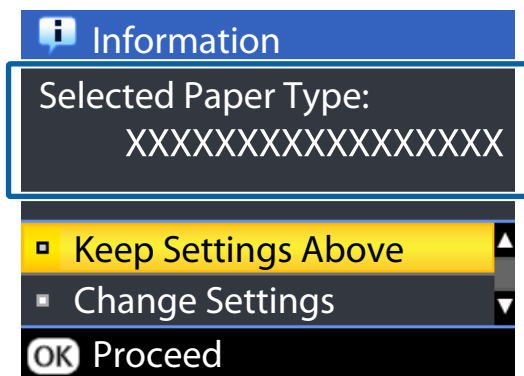 Information
Selected Paper Type:
XXXXXXXXXXXXXXXXX
Keep Settings Above
Change Settings
OK Proceed